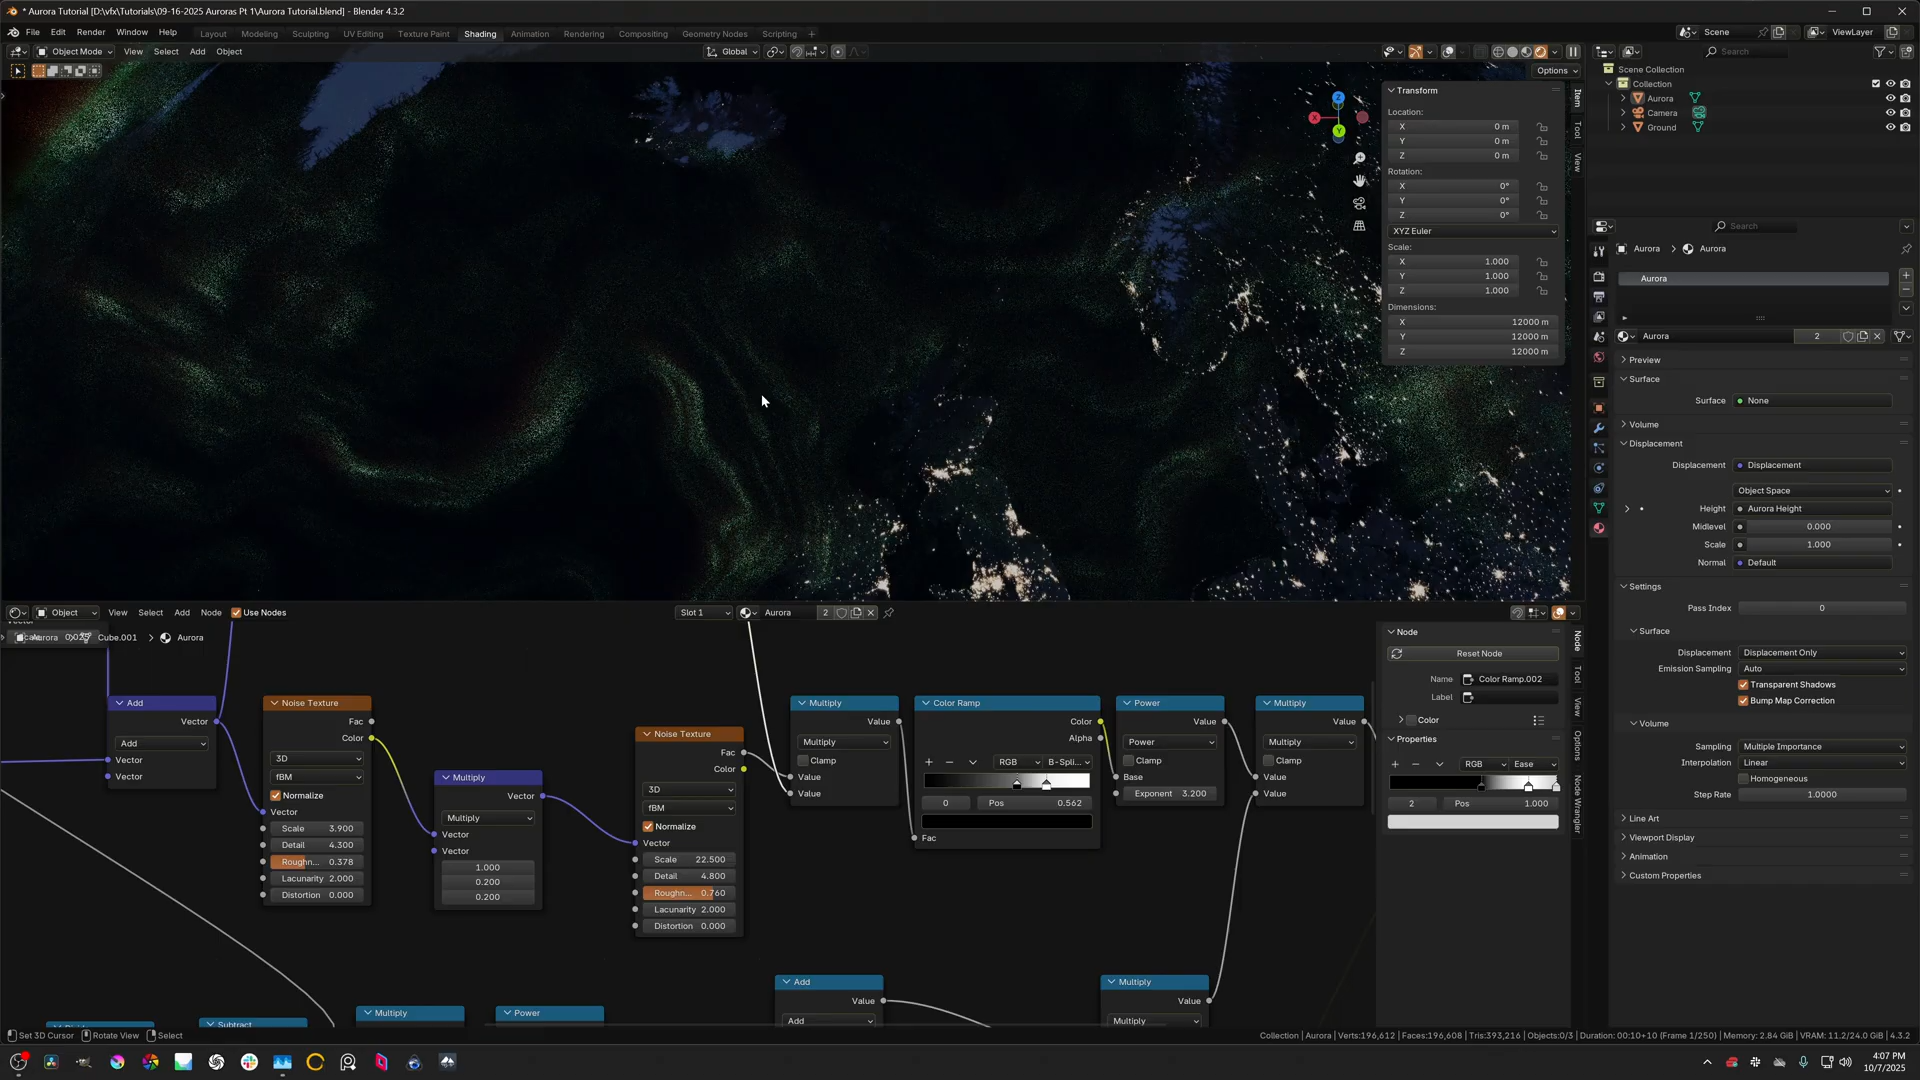 * Aurora Tutorial [D:\vfx\Tutorials\09-16-2025 Auroras Pt 1\Aurora Tutorial.blend] - Blender 4.3.2
File Edit Render Window Help
Layout Modeling Sculpting UV Editing Texture Paint Shading Animation Rendering Compositing Geometry Nodes Scripting +
Scene
ViewLayer
Object Mode View Select Add Object
Global
Search
Options
Scene Collection
Collection
Aurora
Camera
Ground
Transform
Location:
X 0 m
Y 0 m
Z 0 m
Rotation:
X 0°
Y 0°
Z 0°
XYZ Euler
Scale:
X 1.000
Y 1.000
Z 1.000
Dimensions:
X 12000 m
Y 12000 m
Z 12000 m
Item
Tool
View
X
Y
Z
Search
Aurora > Aurora
Aurora
Aurora 2
Preview
Surface
Surface None
Volume
Displacement
Displacement Displacement
Object Space
Height Aurora Height
Midlevel 0.000
Scale 1.000
Normal Default
Settings
Pass Index 0
Surface
Displacement Displacement Only
Emission Sampling Auto
Transparent Shadows
Bump Map Correction
Volume
Sampling Multiple Importance
Interpolation Linear
Homogeneous
Step Rate 1.0000
Line Art
Viewport Display
Animation
Custom Properties
Object View Select Add Node Use Nodes
Slot 1
Aurora 2
Aurora Cube.001 > Aurora
Add
Vector
Add
Vector
Vector
Noise Texture
Fac
Color
3D
fBM
Normalize
Vector
Scale 3.900
Detail 4.300
Roughn... 0.378
Lacunarity 2.000
Distortion 0.000
Multiply
Vector
Multiply
Vector
Vector
1.000
0.200
0.200
Noise Texture
Fac
Color
3D
fBM
Normalize
Vector
Scale 22.500
Detail 4.800
Roughn... 0.760
Lacunarity 2.000
Distortion 0.000
Multiply
Value
Multiply
Clamp
Value
Value
Color Ramp
Color
Alpha
RGB B-Spli...
0 Pos 0.562
Fac
Power
Value
Power
Clamp
Base
Exponent 3.200
Multiply
Value
Multiply
Clamp
Value
Value
Add
Value
Add
Multiply
Value
Multiply
Subtract
Multiply
Power
Node
Reset Node
Name Color Ramp.002
Label
Color
Properties
RGB Ease
2 Pos 1.000
Node
Tool
View
Options
Node Wrangler
Set 3D Cursor Rotate View Select
Collection | Aurora | Verts:196,612 | Faces:196,608 | Tris:393,216 | Objects:0/3 | Duration: 00:10+10 (Frame 1/250) | Memory: 2.84 GiB | VRAM: 11.2/24.0 GiB | 4.3.2
4:07 PM
10/7/2025